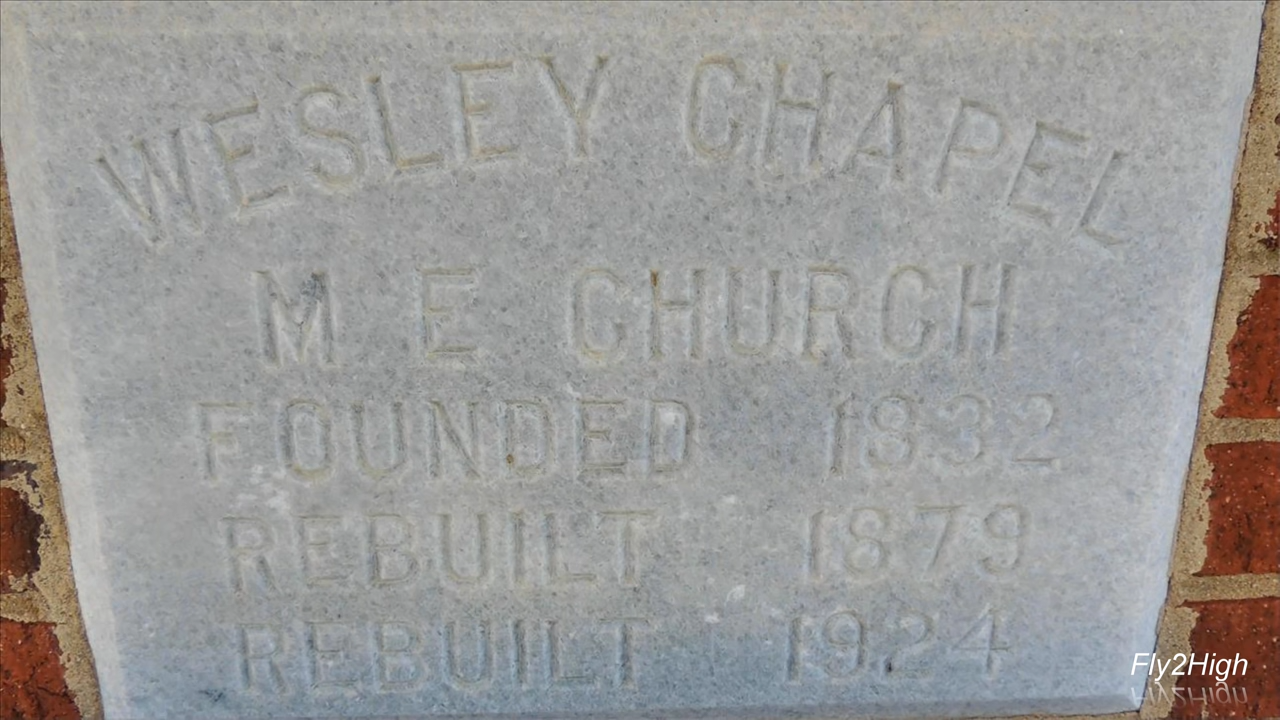 WESLEY CHAPEL
M E CHURCH
FOUNDED 1832
REBUILT 1879
REBUILT 1924
Fly2High